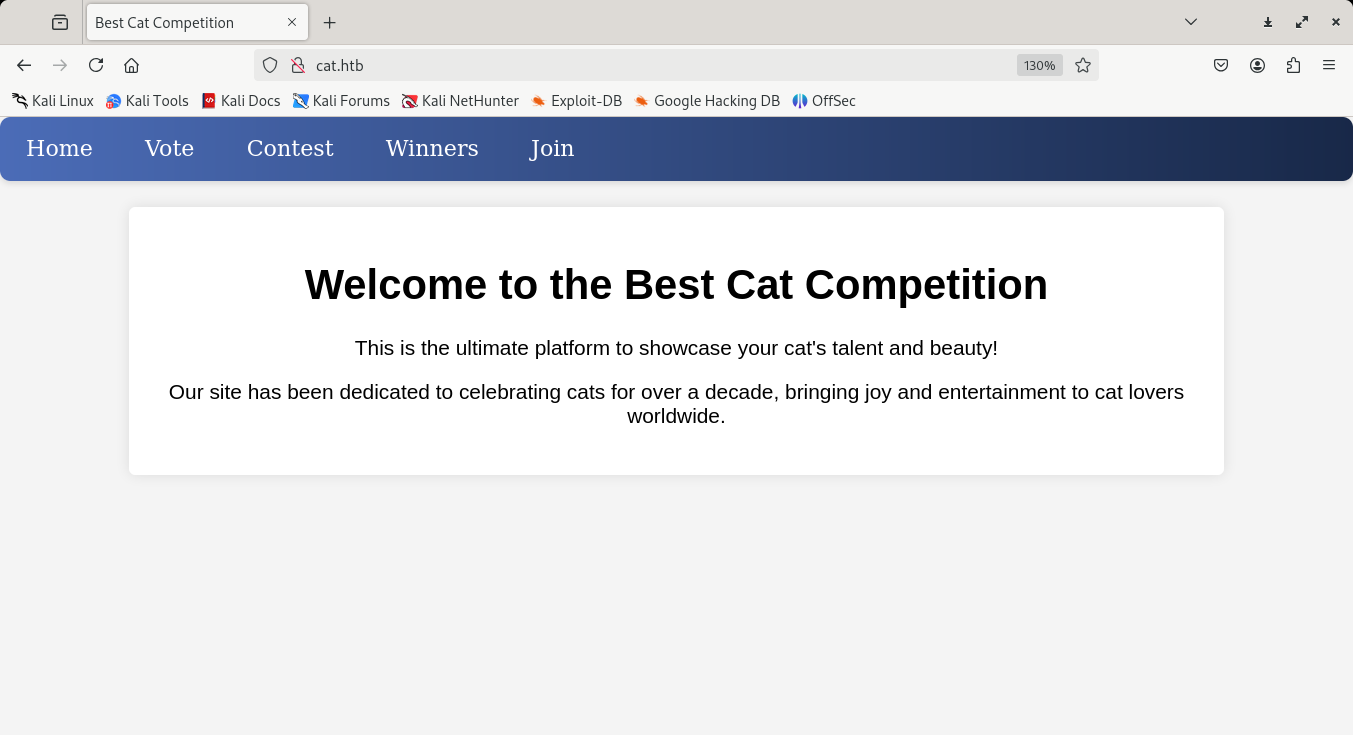 Best Cat Competition
cat.htb
130%
Kali Linux Kali Tools Kali Docs Kali Forums Kali NetHunter Exploit-DB Google Hacking DB OffSec
Home Vote Contest Winners Join
Welcome to the Best Cat Competition
This is the ultimate platform to showcase your cat's talent and beauty!
Our site has been dedicated to celebrating cats for over a decade, bringing joy and entertainment to cat lovers
worldwide.